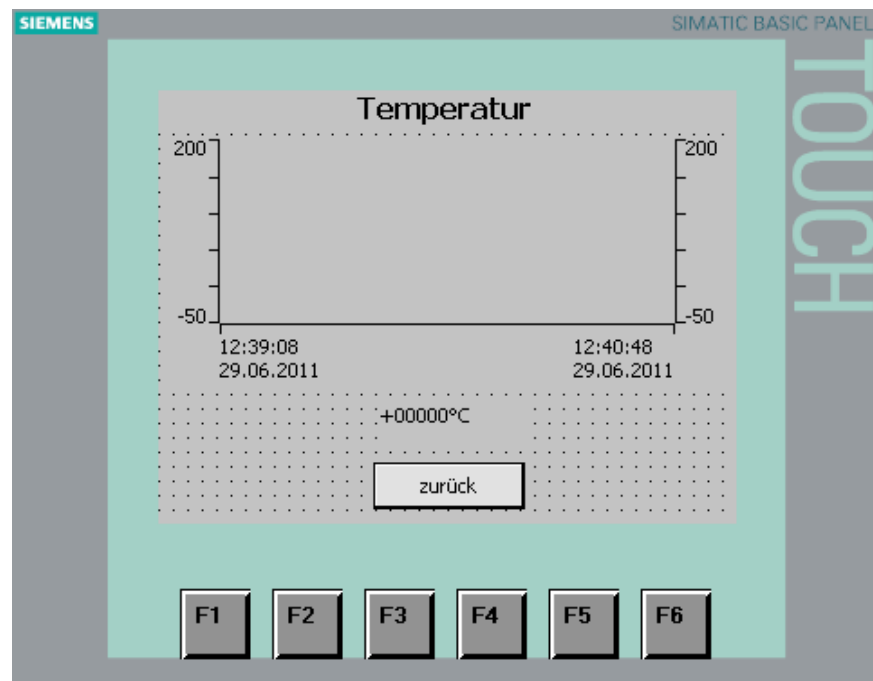 SIEMENS
SIMATIC BASIC PANEL
TOUCH
Temperatur
200
200
-50
-50
12:39:08
12:40:48
29.06.2011
29.06.2011
+00000°C
zurück
F1
F2
F3
F4
F5
F6